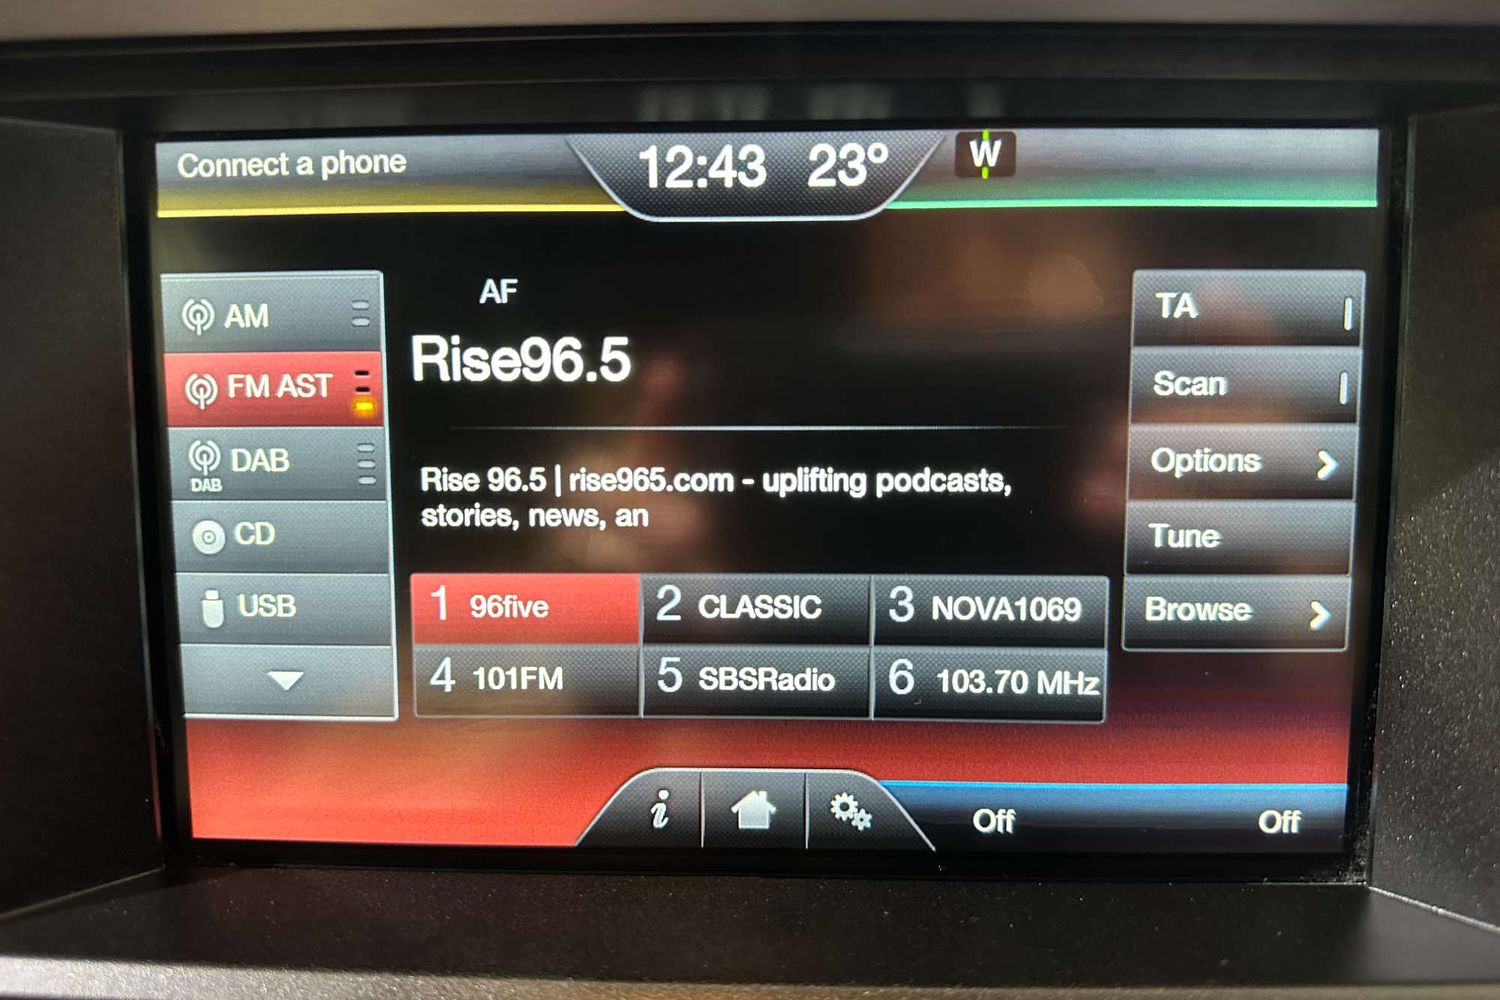 Connect a phone
12:43 23°
W
AM
FM AST
DAB
DAB
CD
USB
AF
Rise96.5
Rise 96.5 | rise965.com - uplifting podcasts,
stories, news, an
1 96five
2 CLASSIC
3 NOVA1069
4 101FM
5 SBSRadio
6 103.70 MHz
TA
Scan
Options
Tune
Browse
i
Off
Off